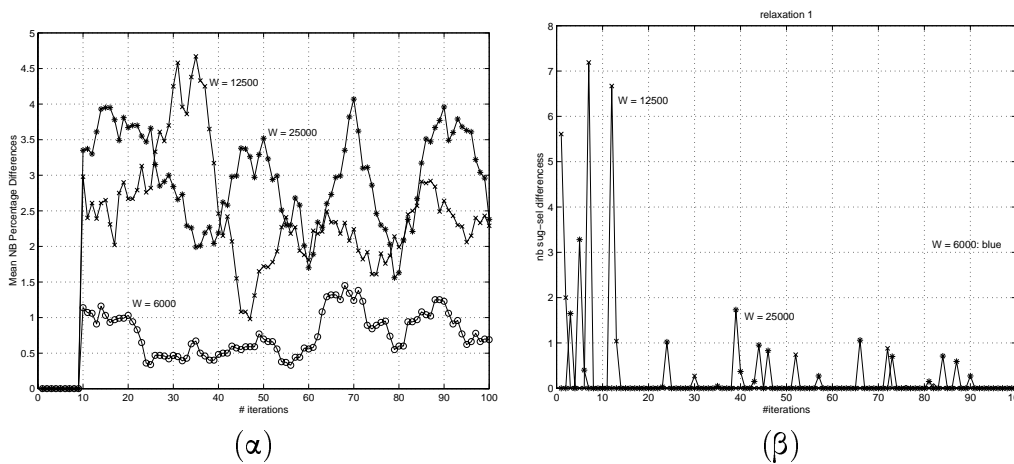 relaxation 1
5
4.5
4
3.5
3
2.5
2
1.5
1
0.5
0
Mean NB Percentage Differences
W = 12500
W = 25000
W = 6000
0 10 20 30 40 50 60 70 80 90 100
# iterations
(α)
8
7
6
5
4
3
2
1
0
nb sug−sel differencess
W = 12500
W = 6000: blue
W = 25000
0 10 20 30 40 50 60 70 80 90 100
#iterations
(β)